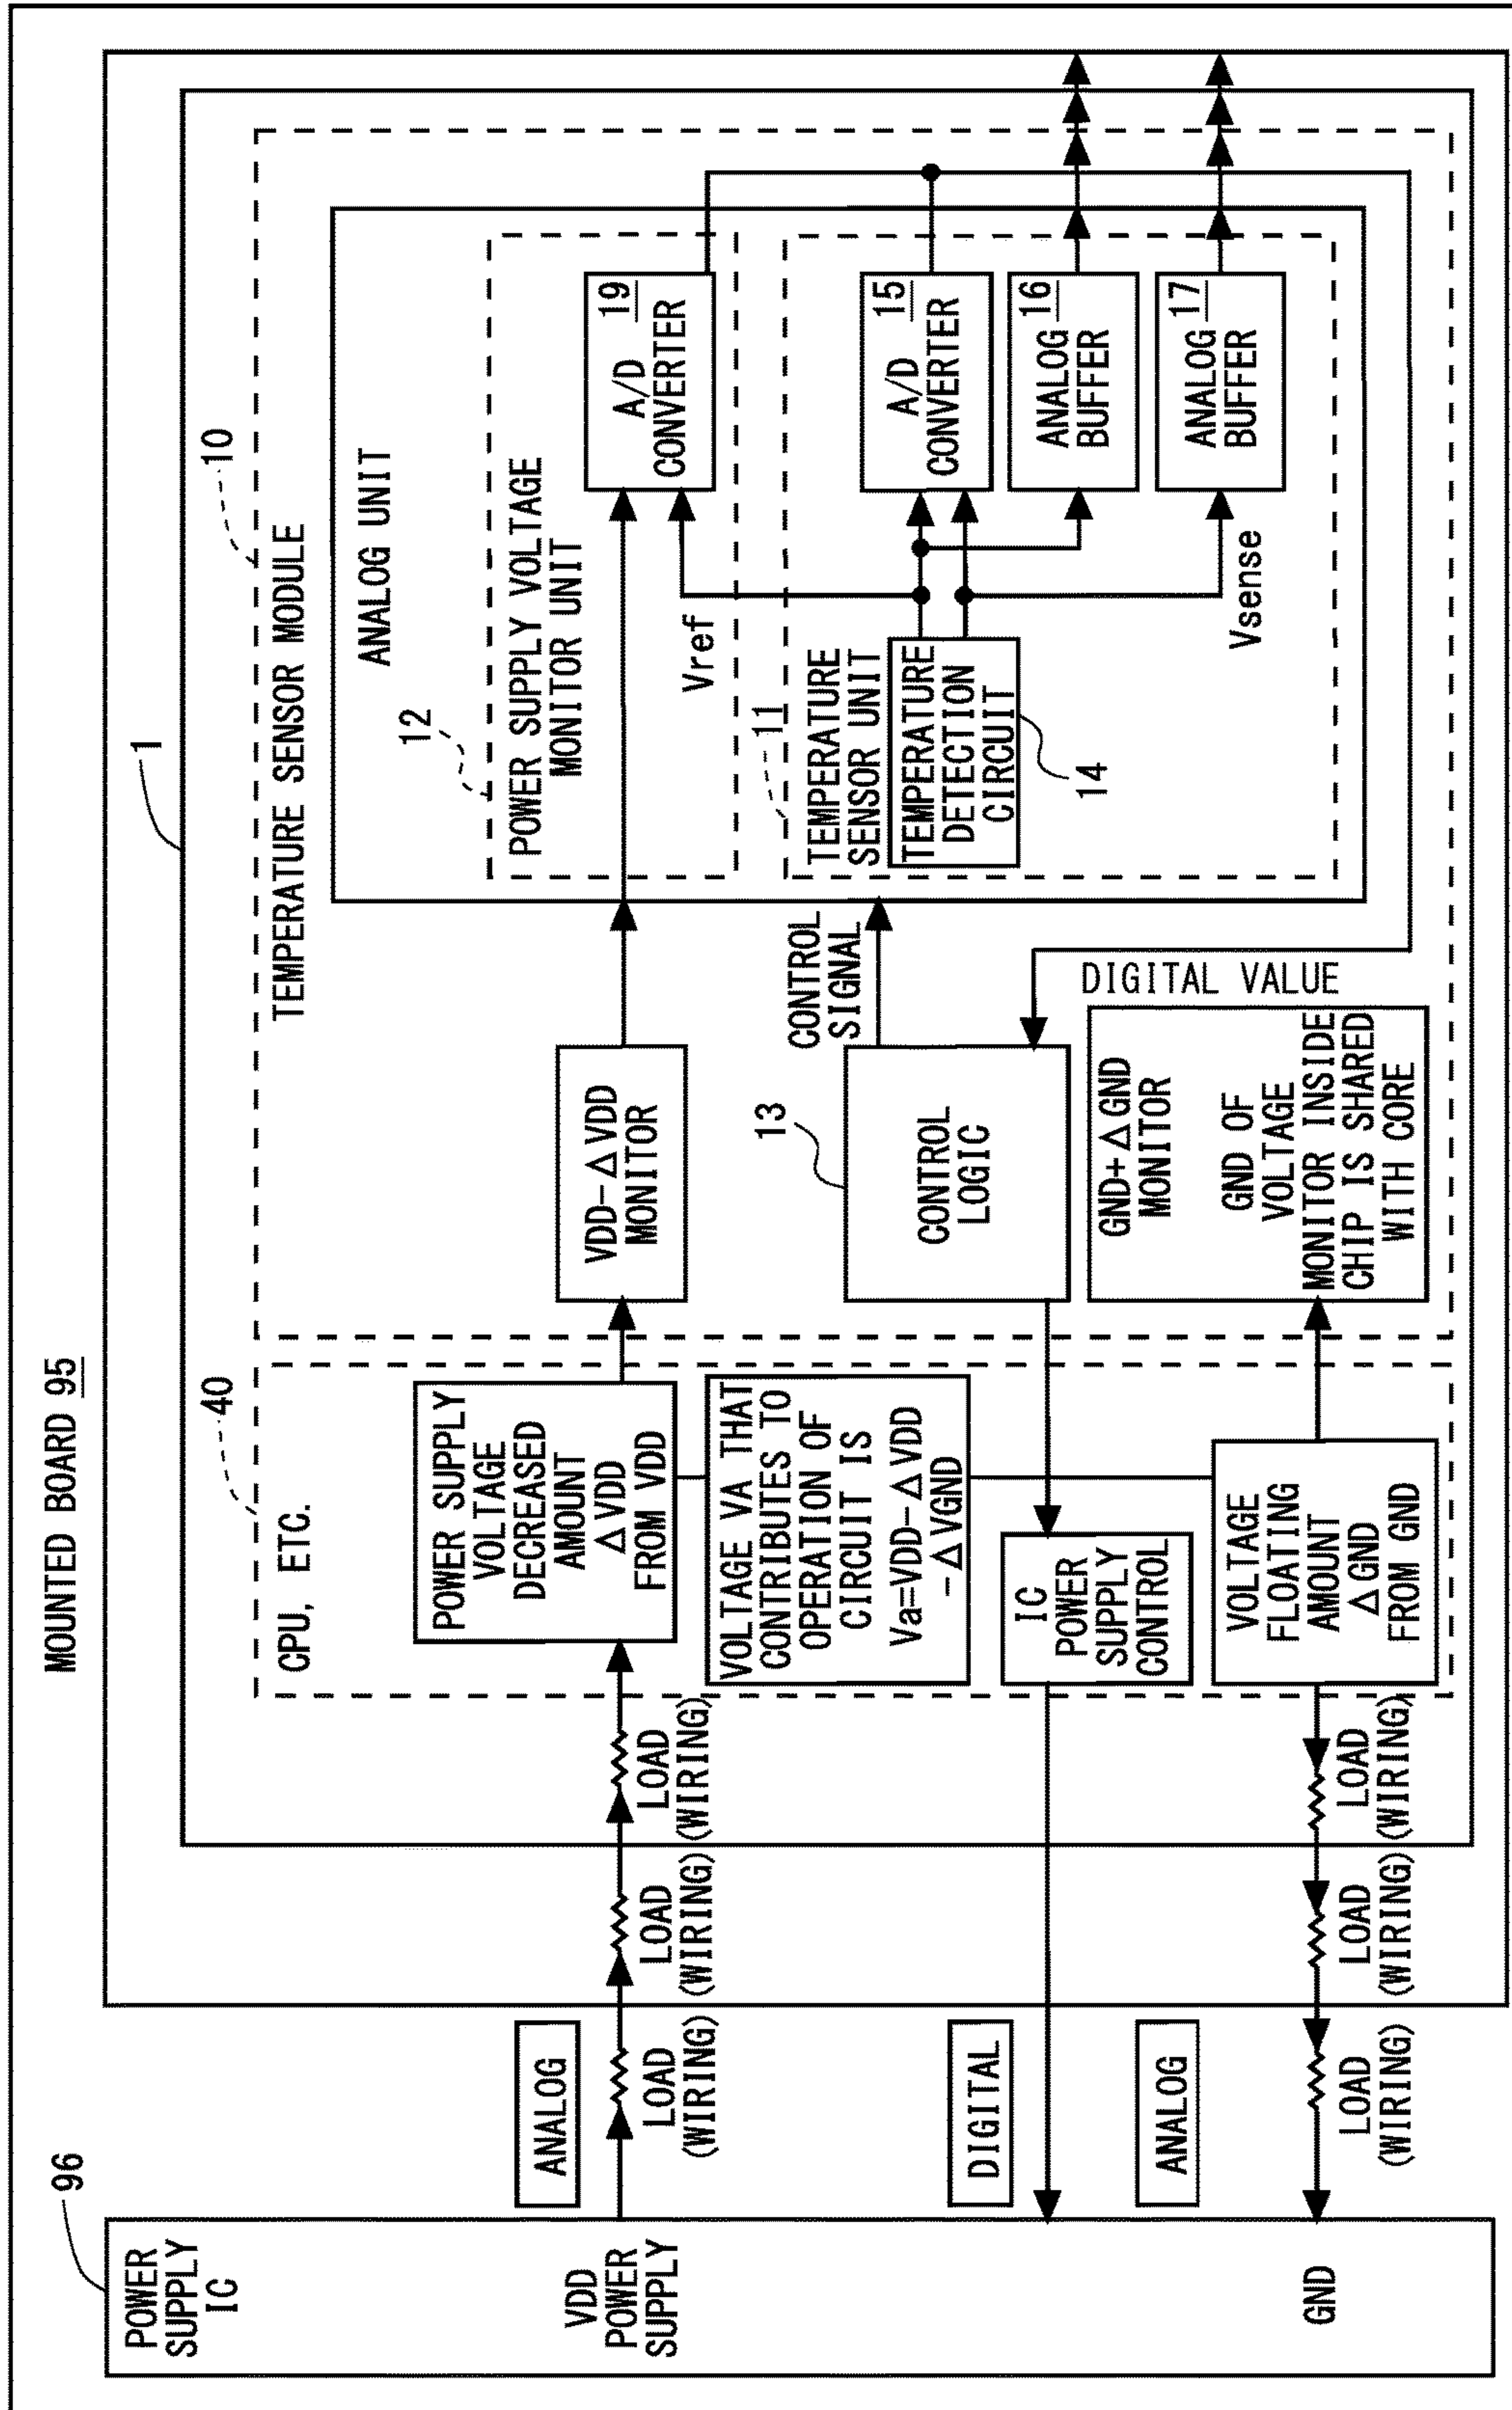 MOUNTED BOARD 95
96
POWER
SUPPLY
IC
VDD
POWER
SUPPLY
GND
ANALOG
LOAD
(WIRING)
LOAD
(WIRING)
LOAD
(WIRING)
DIGITAL
ANALOG
LOAD
(WIRING)
LOAD
(WIRING)
LOAD
(WIRING)
1
40
CPU, ETC.
POWER SUPPLY
VOLTAGE
DECREASED
AMOUNT
ΔVDD
FROM VDD
VOLTAGE VA THAT
CONTRIBUTES TO
OPERATION OF
CIRCUIT IS
Va=VDD-ΔVDD
-ΔVGND
IC
POWER
SUPPLY
CONTROL
VOLTAGE
FLOATING
AMOUNT
ΔGND
FROM GND
10
TEMPERATURE SENSOR MODULE
VDD-ΔVDD
MONITOR
13
CONTROL
LOGIC
CONTROL
SIGNAL
DIGITAL VALUE
GND+ΔGND
MONITOR
GND OF
VOLTAGE
MONITOR INSIDE
CHIP IS SHARED
WITH CORE
ANALOG UNIT
12
POWER SUPPLY VOLTAGE
MONITOR UNIT
19
A/D
CONVERTER
Vref
11
TEMPERATURE
SENSOR UNIT
TEMPERATURE
DETECTION
CIRCUIT
14
15
A/D
CONVERTER
16
ANALOG
BUFFER
17
ANALOG
BUFFER
Vsense